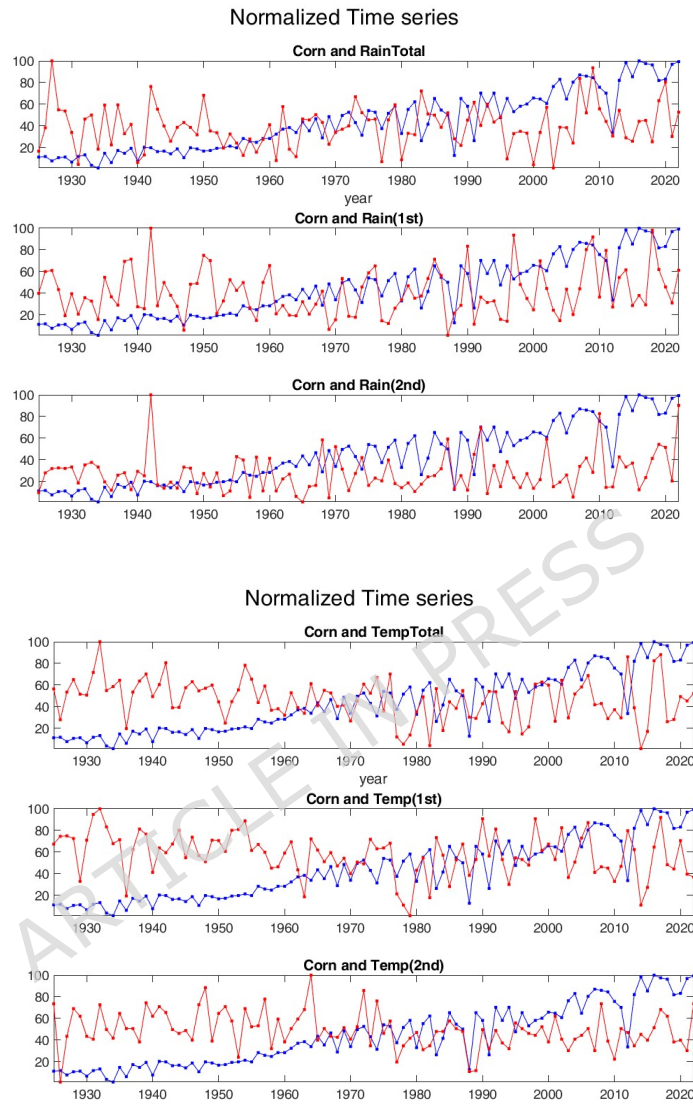 Normalized Time series
Corn and RainTotal
100
80
60
40
20
1930 1940 1950 1960 1970 1980 1990 2000 2010 2020
year
Corn and Rain(1st)
100
80
60
40
20
1930 1940 1950 1960 1970 1980 1990 2000 2010 2020
Corn and Rain(2nd)
100
80
60
40
20
1930 1940 1950 1960 1970 1980 1990 2000 2010 2020
Normalized Time series
Corn and TempTotal
100
80
60
40
20
1930 1940 1950 1960 1970 1980 1990 2000 2010 2020
year
Corn and Temp(1st)
100
80
60
40
20
1930 1940 1950 1960 1970 1980 1990 2000 2010 2020
Corn and Temp(2nd)
100
80
60
40
20
1930 1940 1950 1960 1970 1980 1990 2000 2010 2020
ARTICLE IN PRESS